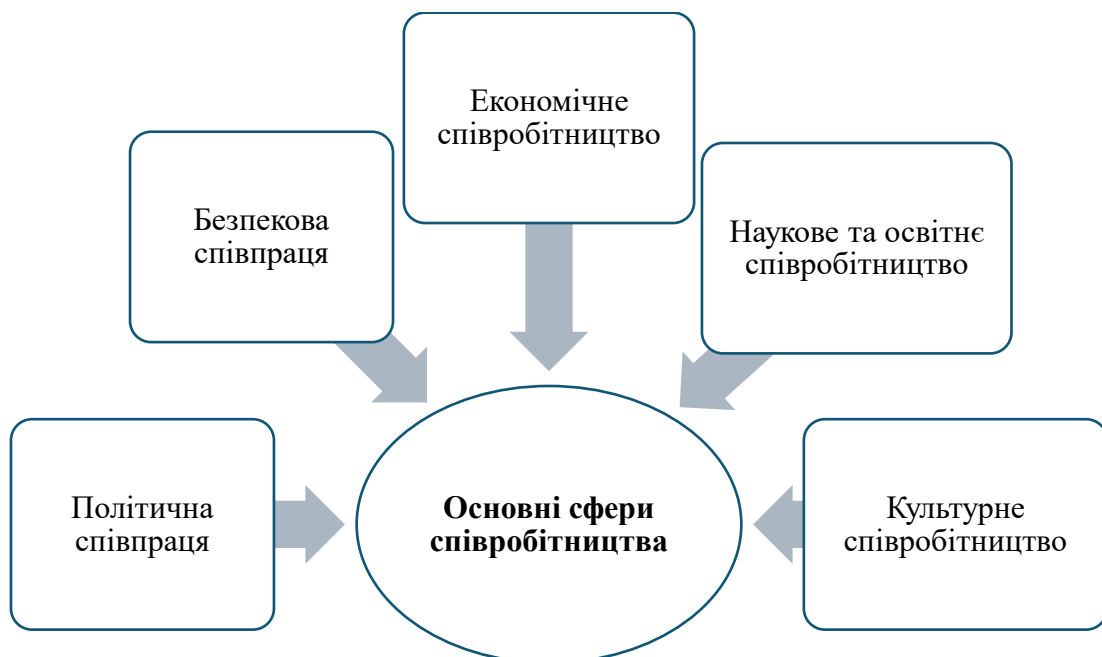 Економічне
співробітництво
Безпекова
співпраця
Наукове та освітнє
співробітництво
Політична
співпраця
Основні сфери
співробітництва
Культурне
співробітництво